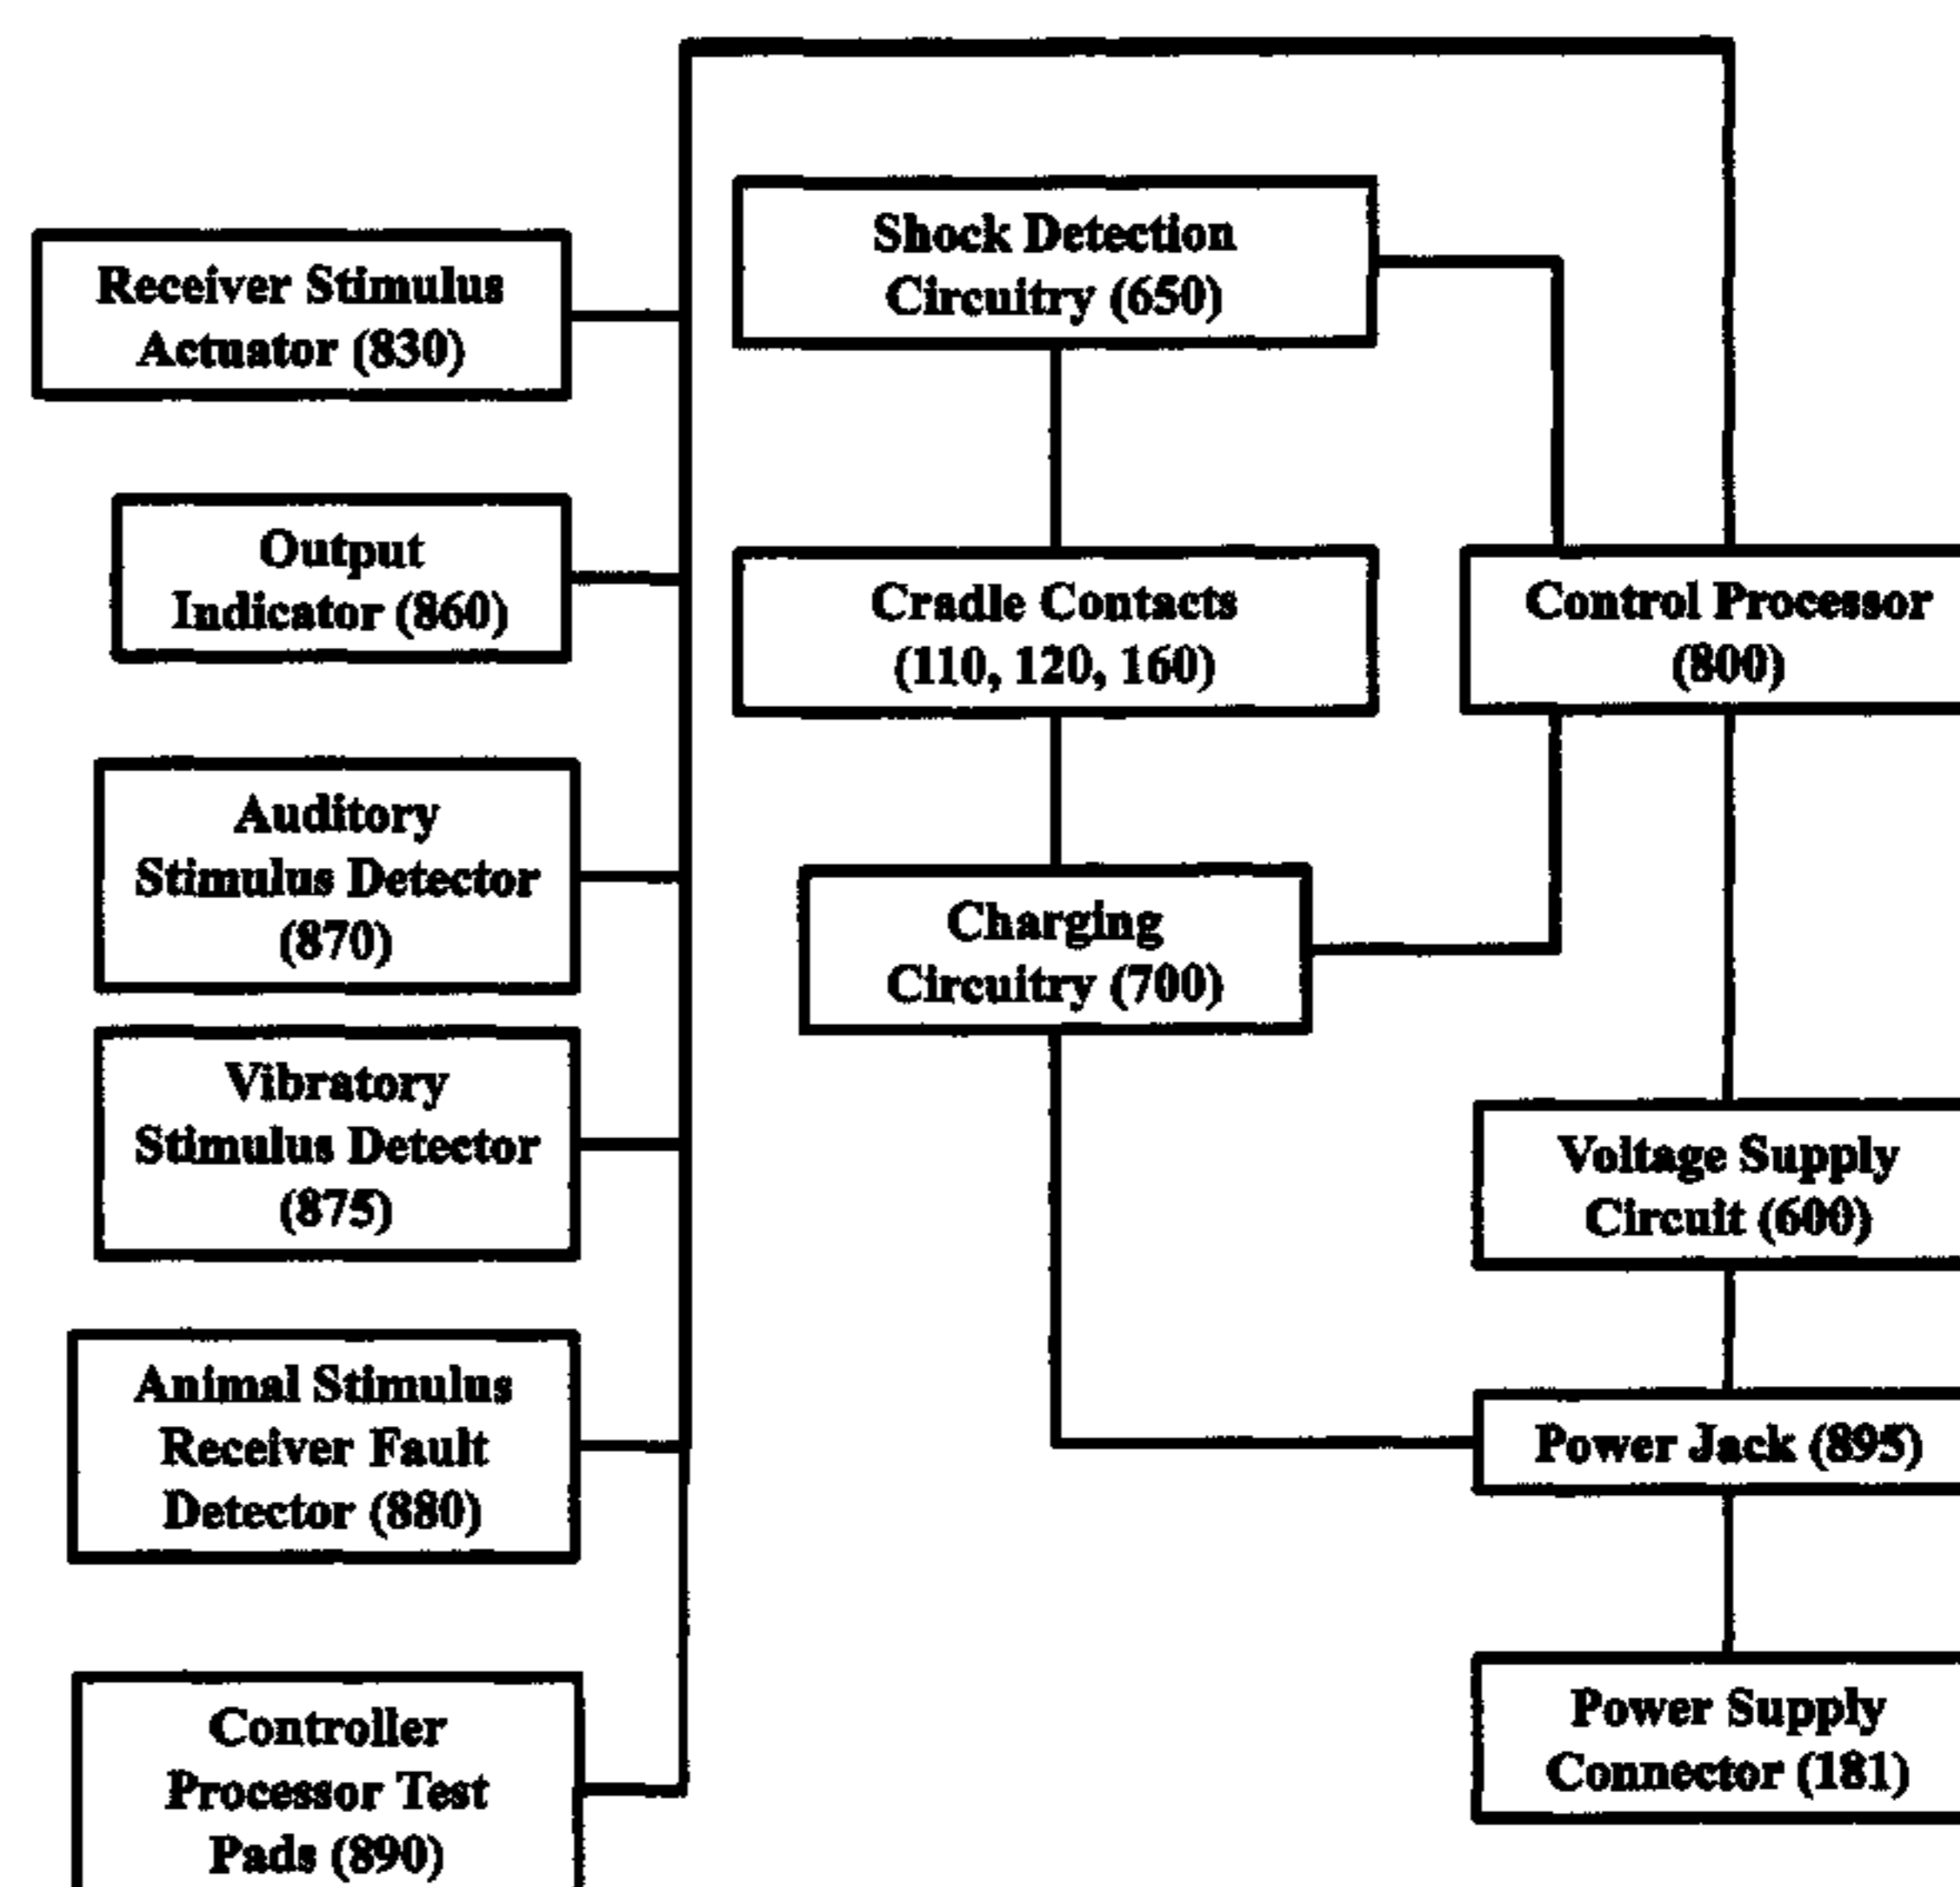 Receiver Stimulus
Actuator (830)
Output
Indicator (860)
Auditory
Stimulus Detector
(870)
Vibratory
Stimulus Detector
(875)
Animal Stimulus
Receiver Fault
Detector (880)
Controller
Processor Test
Pads (890)
Shock Detection
Circuitry (650)
Cradle Contacts
(110, 120, 160)
Charging
Circuitry (700)
Control Processor
(800)
Voltage Supply
Circuit (600)
Power Jack (895)
Power Supply
Connector (181)